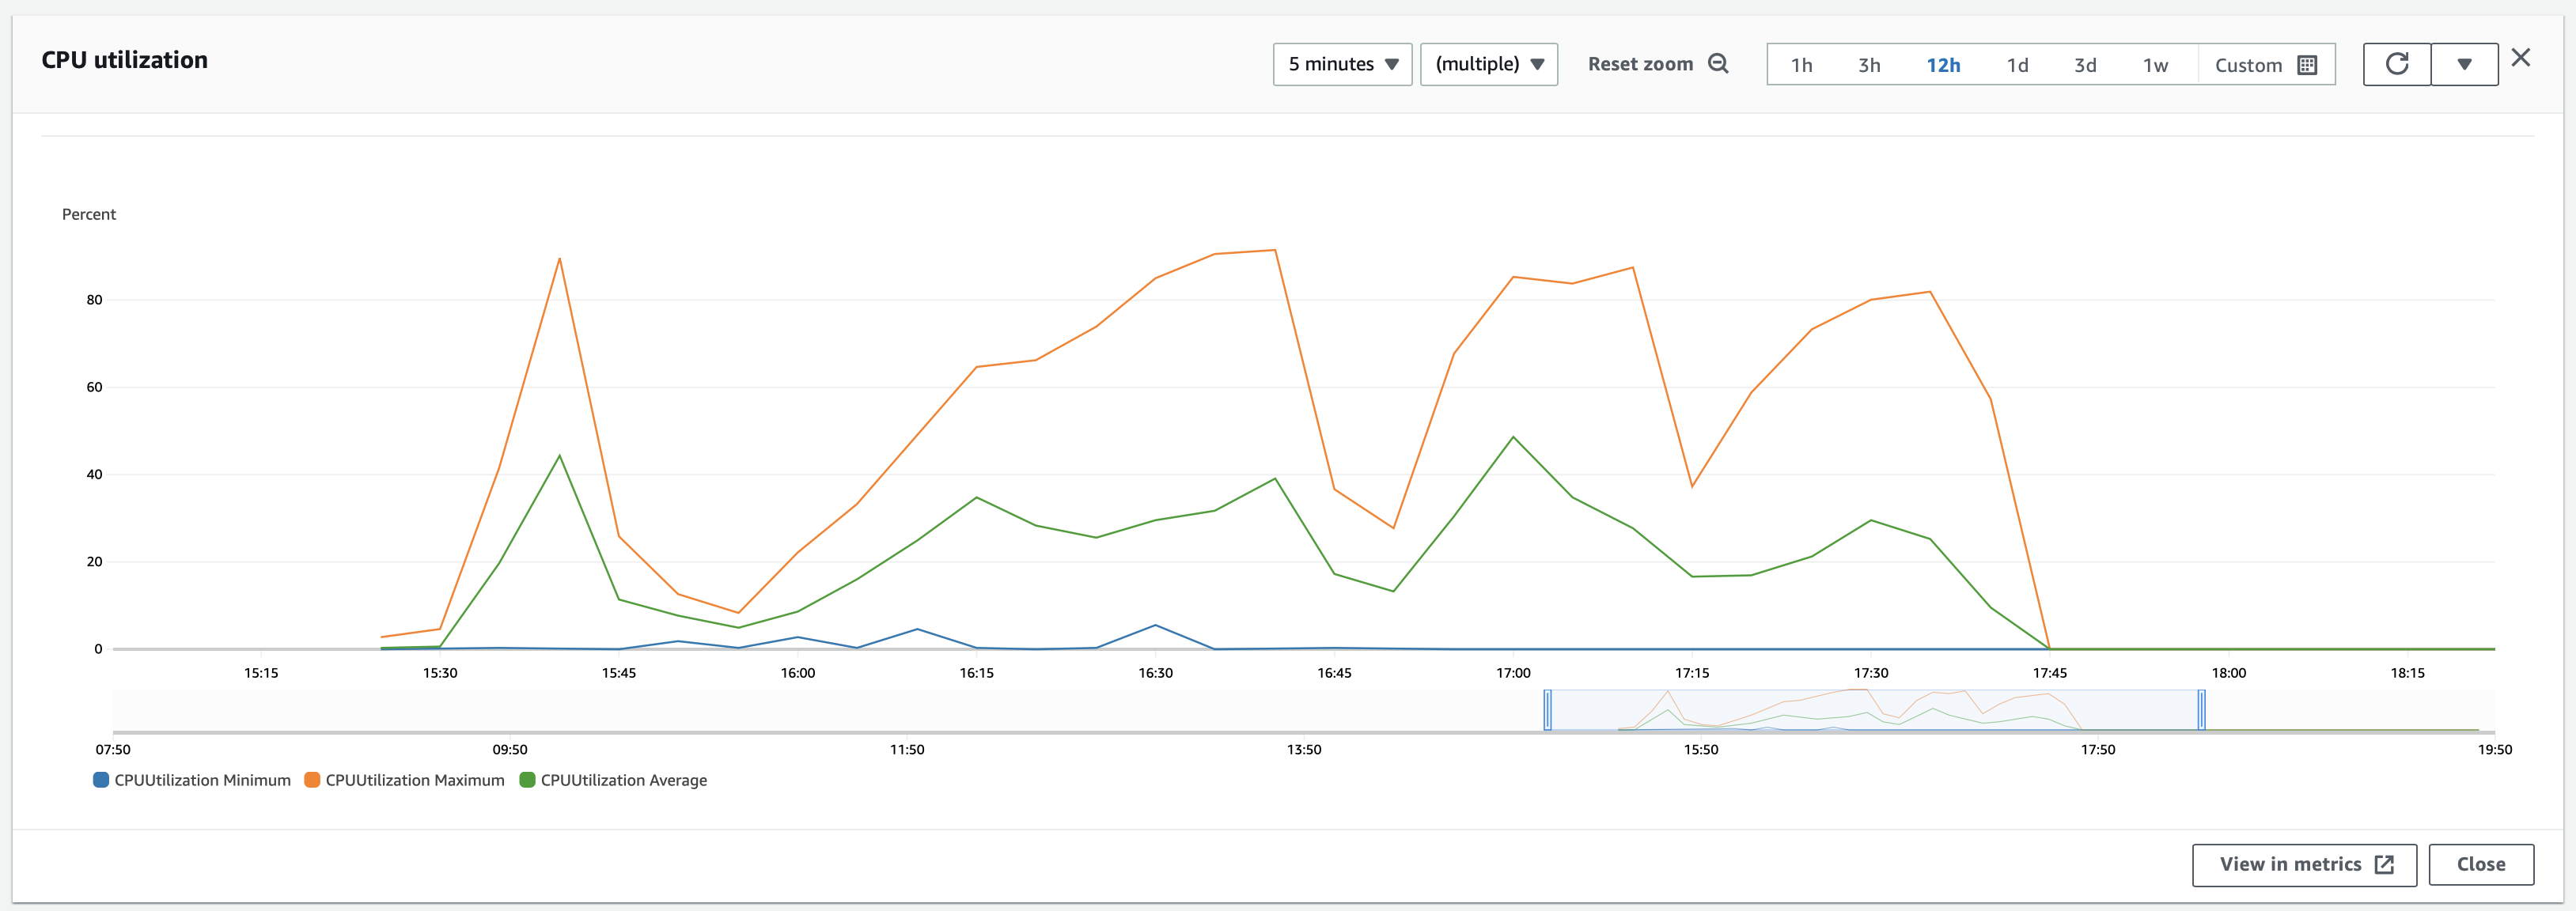 CPU utilization
5 minutes (multiple) Reset zoom 1h 3h 12h 1d 3d 1w Custom
Percent
80
60
40
20
0
15:15 15:30 15:45 16:00 16:15 16:30 16:45 17:00 17:15 17:30 17:45 18:00 18:15
07:50 09:50 11:50 13:50 15:50 17:50 19:50
CPUUtilization Minimum CPUUtilization Maximum CPUUtilization Average
View in metrics Close